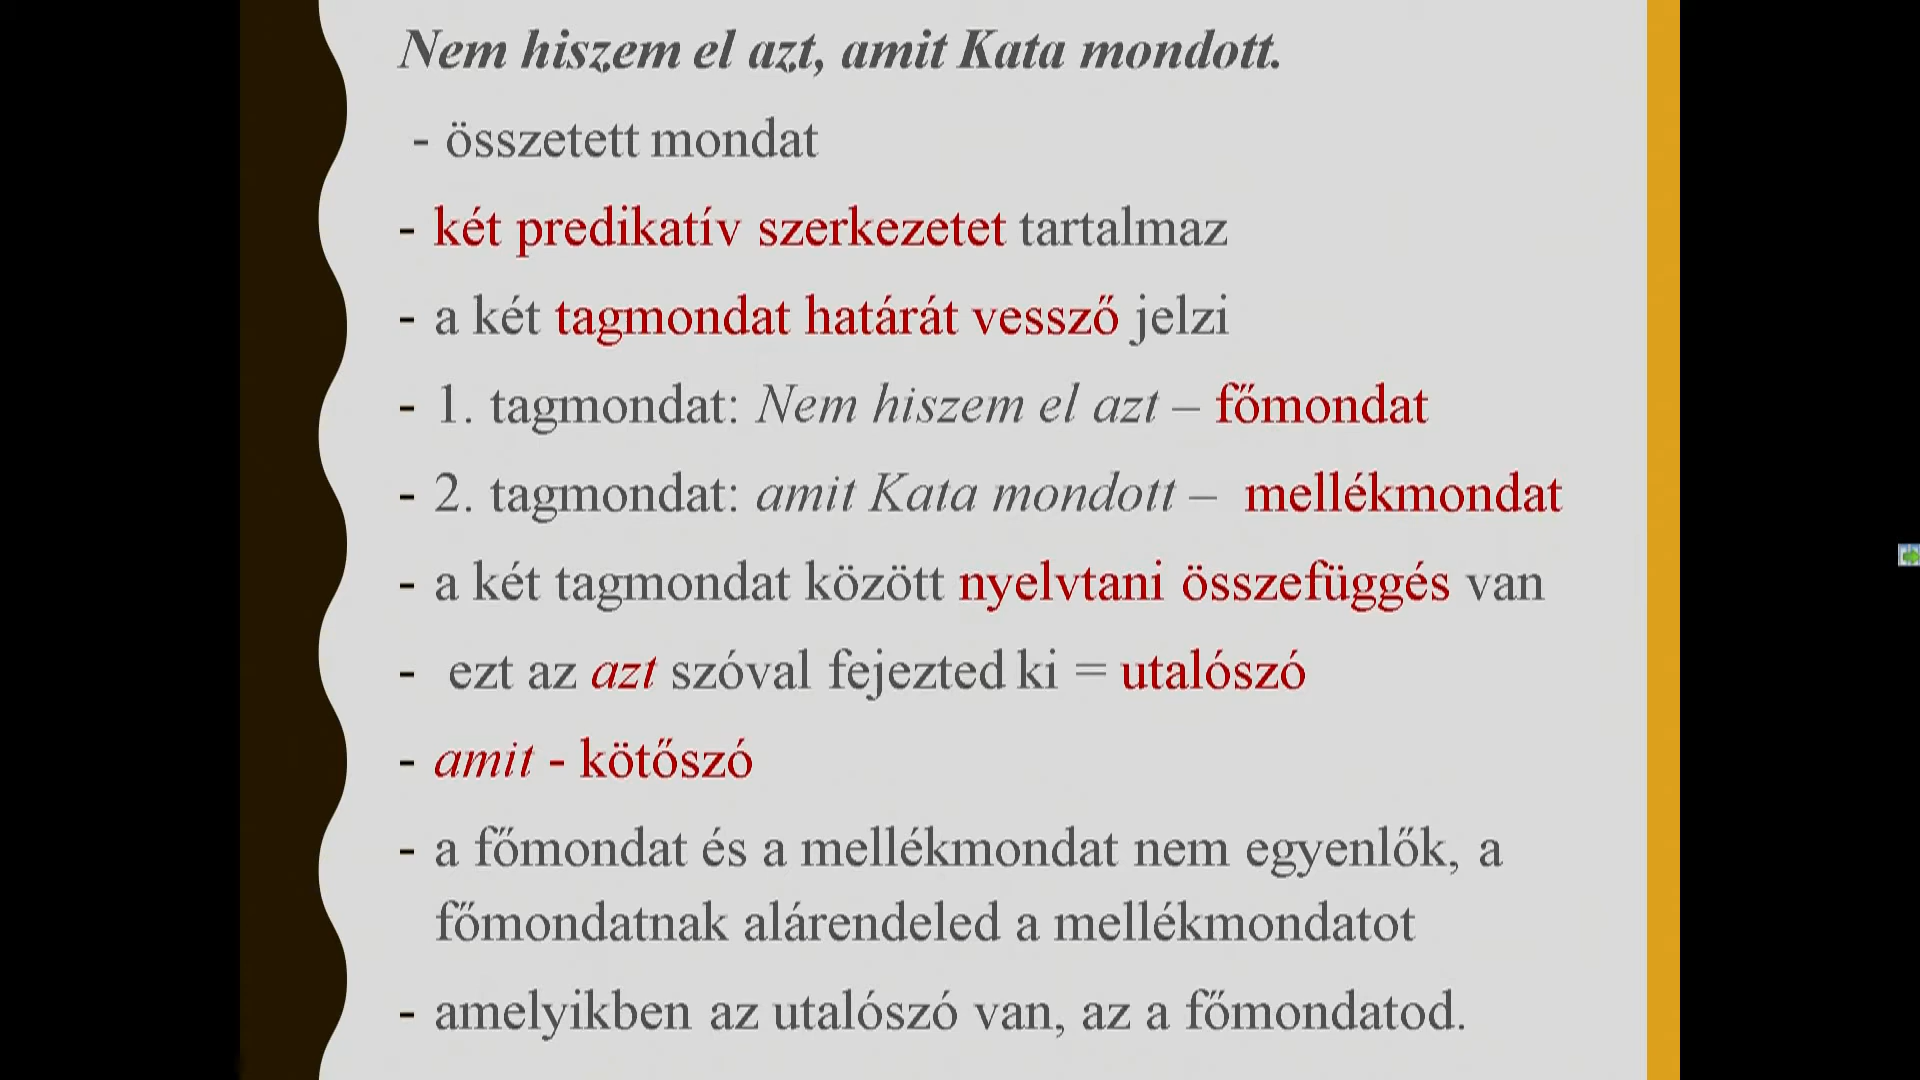 Nem hiszem el azt, amit Kata mondott.
- összetett mondat
- két predikatív szerkezetet tartalmaz
- a két tagmondat határát vessző jelzi
- 1. tagmondat: Nem hiszem el azt – főmondat
- 2. tagmondat: amit Kata mondott – mellékmondat
- a két tagmondat között nyelvtani összefüggés van
- ezt az azt szóval fejezted ki = utalószó
- amit - kötőszó
- a főmondat és a mellékmondat nem egyenlők, a
főmondatnak alárendeled a mellékmondatot
- amelyikben az utalószó van, az a főmondatod.